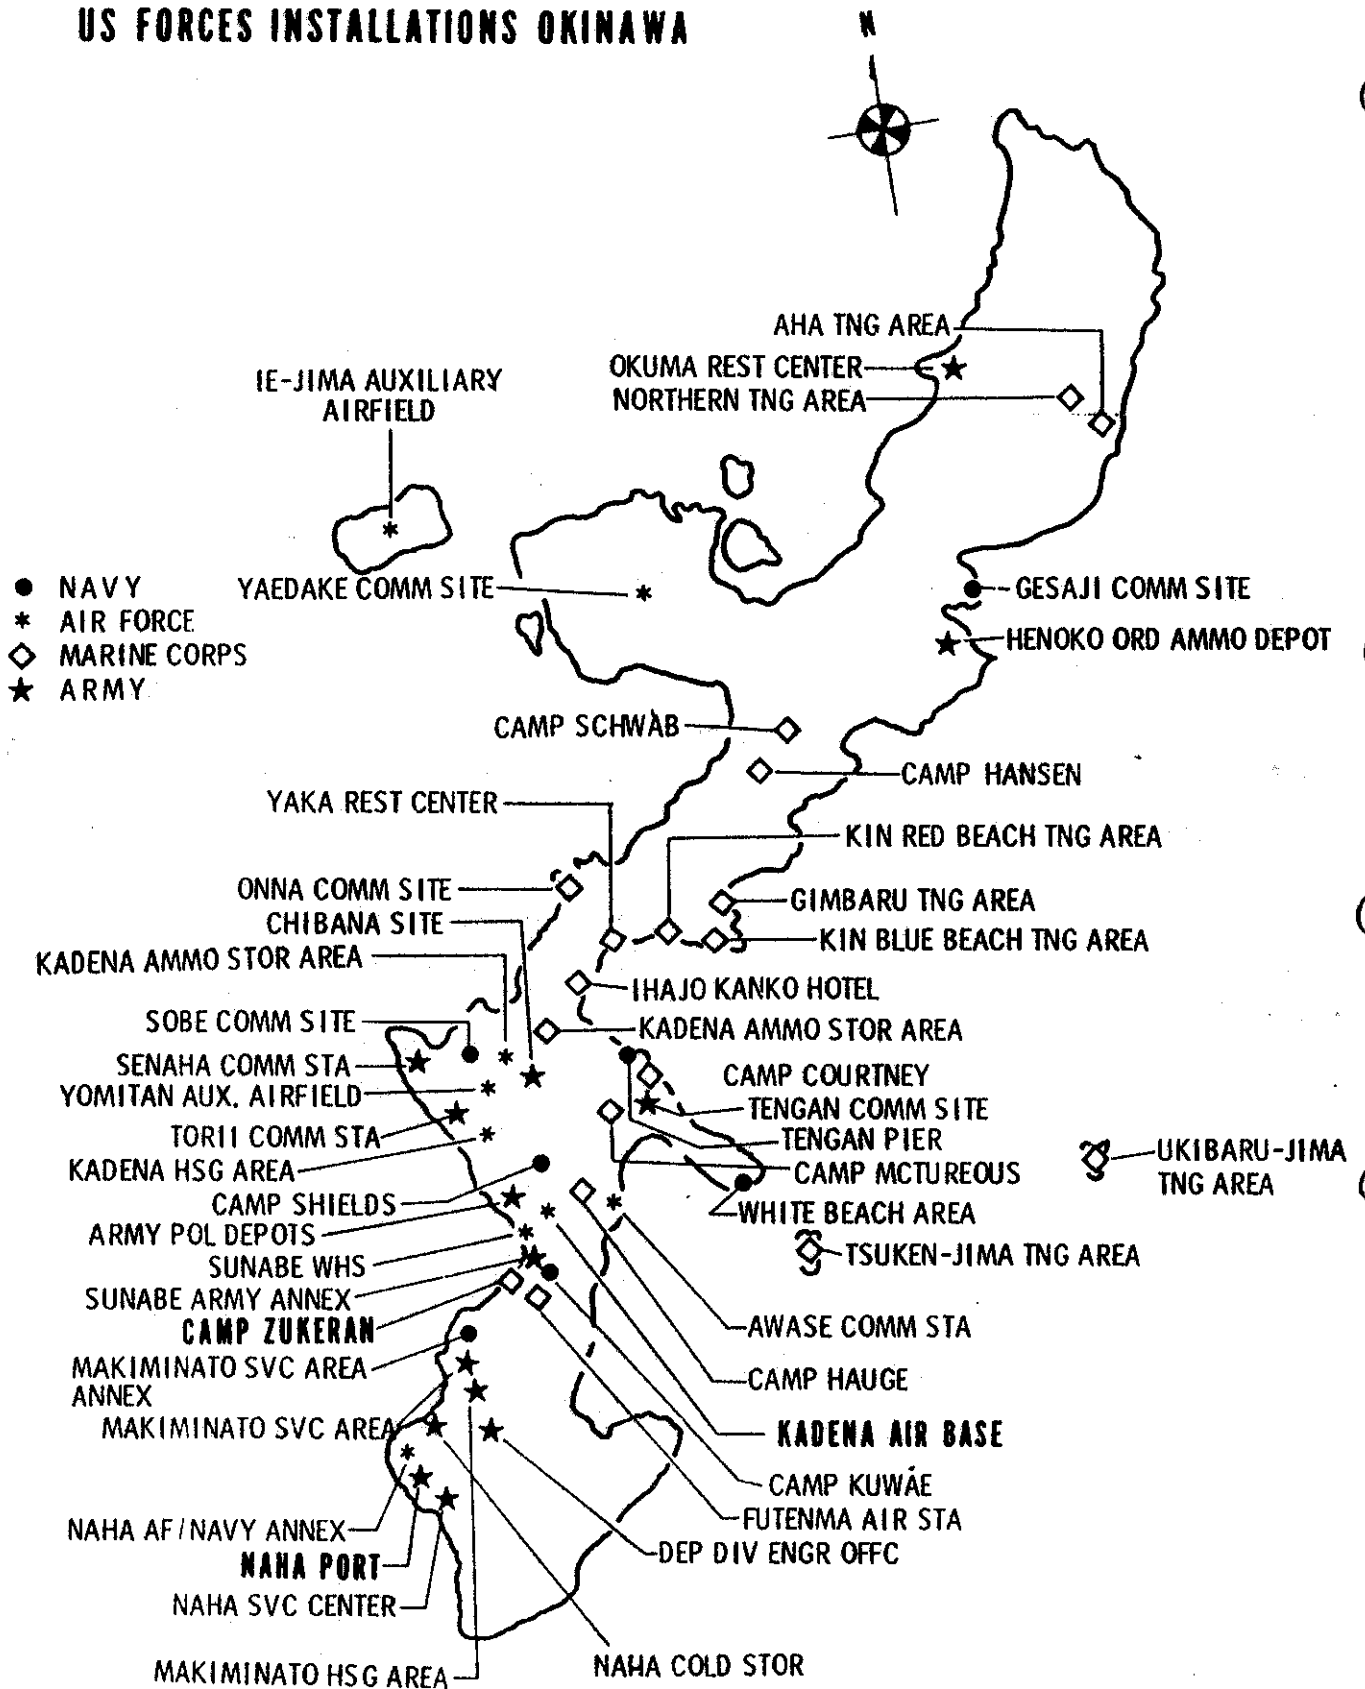 US FORCES INSTALLATIONS OKINAWA
N
AHA TNG AREA
OKUMA REST CENTER
NORTHERN TNG AREA
IE-JIMA AUXILIARY
AIRFIELD
NAVY
AIR FORCE
MARINE CORPS
ARMY
YAEDAKE COMM SITE
GESAJI COMM SITE
HENOKO ORD AMMO DEPOT
CAMP SCHWAB
CAMP HANSEN
YAKA REST CENTER
KIN RED BEACH TNG AREA
ONNA COMM SITE
GIMBARU TNG AREA
CHIBANA SITE
KIN BLUE BEACH TNG AREA
KADENA AMMO STOR AREA
IHAJO KANKO HOTEL
SOBE COMM SITE
KADENA AMMO STOR AREA
SENAHA COMM STA
CAMP COURTNEY
YOMITAN AUX. AIRFIELD
TENGAN COMM SITE
TORII COMM STA
TENGAN PIER
KADENA HSG AREA
CAMP MCTUREOUS
UKIBARU-JIMA
TNG AREA
CAMP SHIELDS
WHITE BEACH AREA
ARMY POL DEPOTS
TSUKEN-JIMA TNG AREA
SUNABE WHS
SUNABE ARMY ANNEX
CAMP ZUKERAN
AWASE COMM STA
MAKIMINATO SVC AREA
ANNEX
CAMP HAUGE
MAKIMINATO SVC AREA
KADENA AIR BASE
CAMP KUWAE
FUTENMA AIR STA
NAHA AF/NAVY ANNEX
DEP DIV ENGR OFFC
NAHA PORT
NAHA SVC CENTER
NAHA COLD STOR
MAKIMINATO HSG AREA